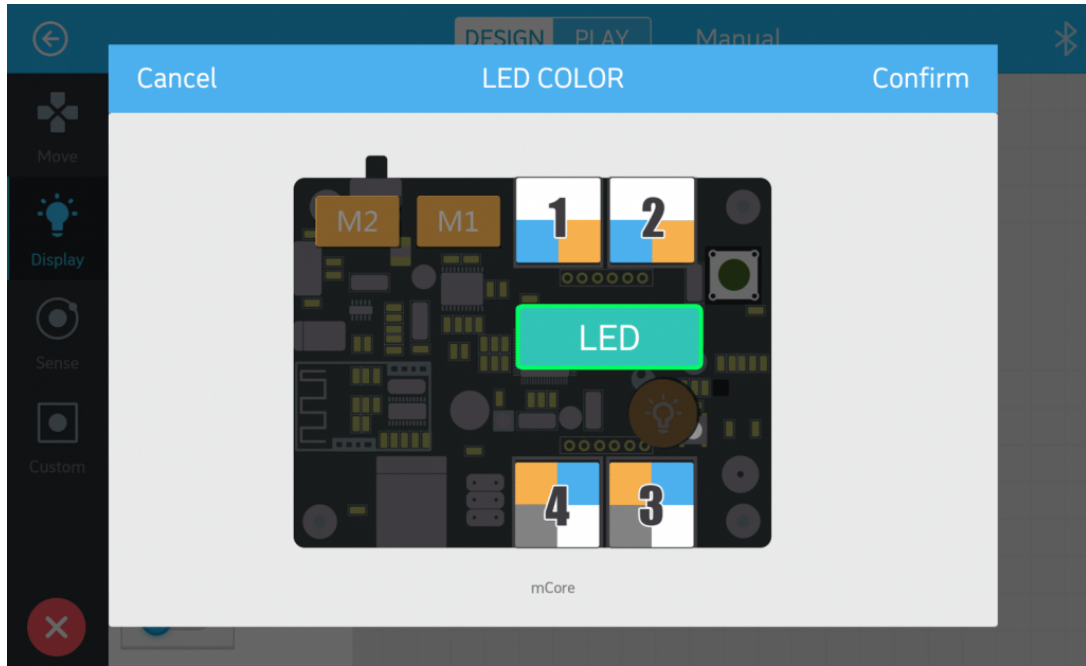 DESIGN PLAY Manual
Cancel LED COLOR Confirm
Move
M2 M1 1 2
Display
LED
Sense
Custom
4 3
mCore